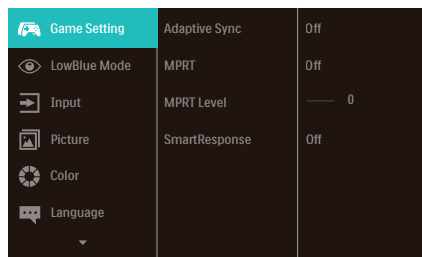 Game Setting Adaptive Sync Off
LowBlue Mode MPRT Off
Input MPRT Level 0
Picture SmartResponse Off
Color
Language